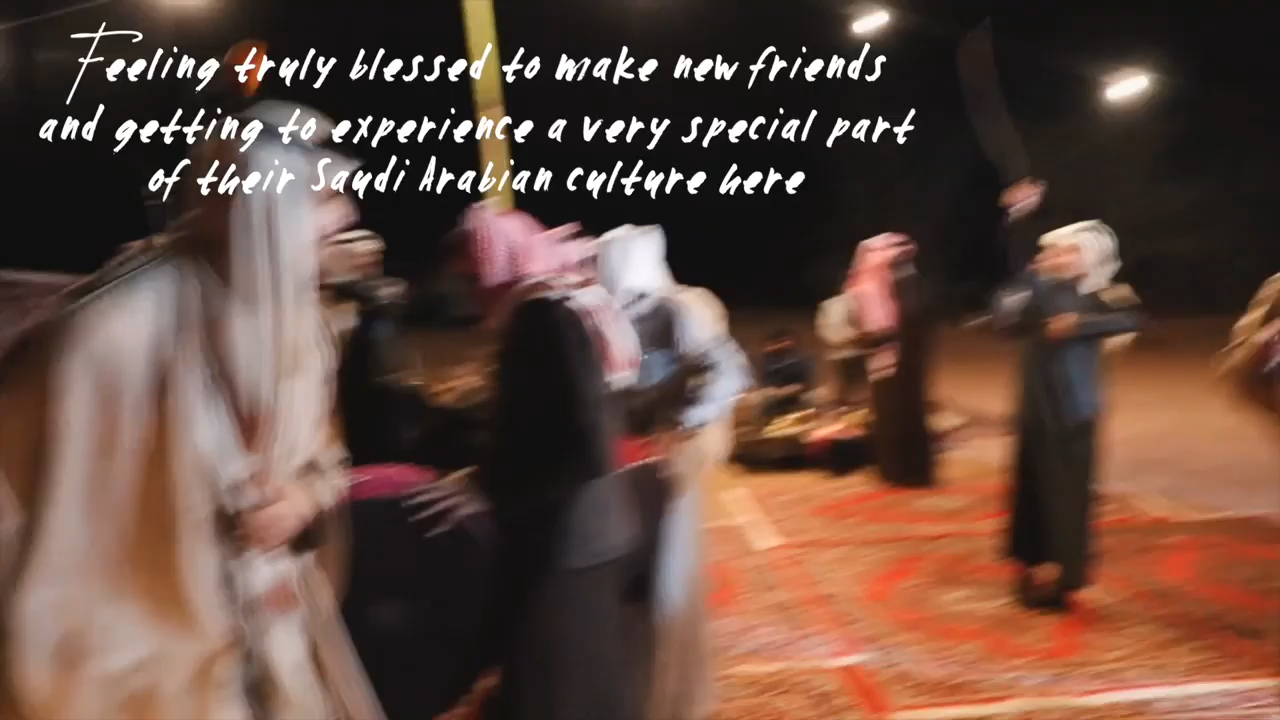 Feeling truly blessed to make new friends
and getting to experience a very special part
of their Saudi Arabian culture here